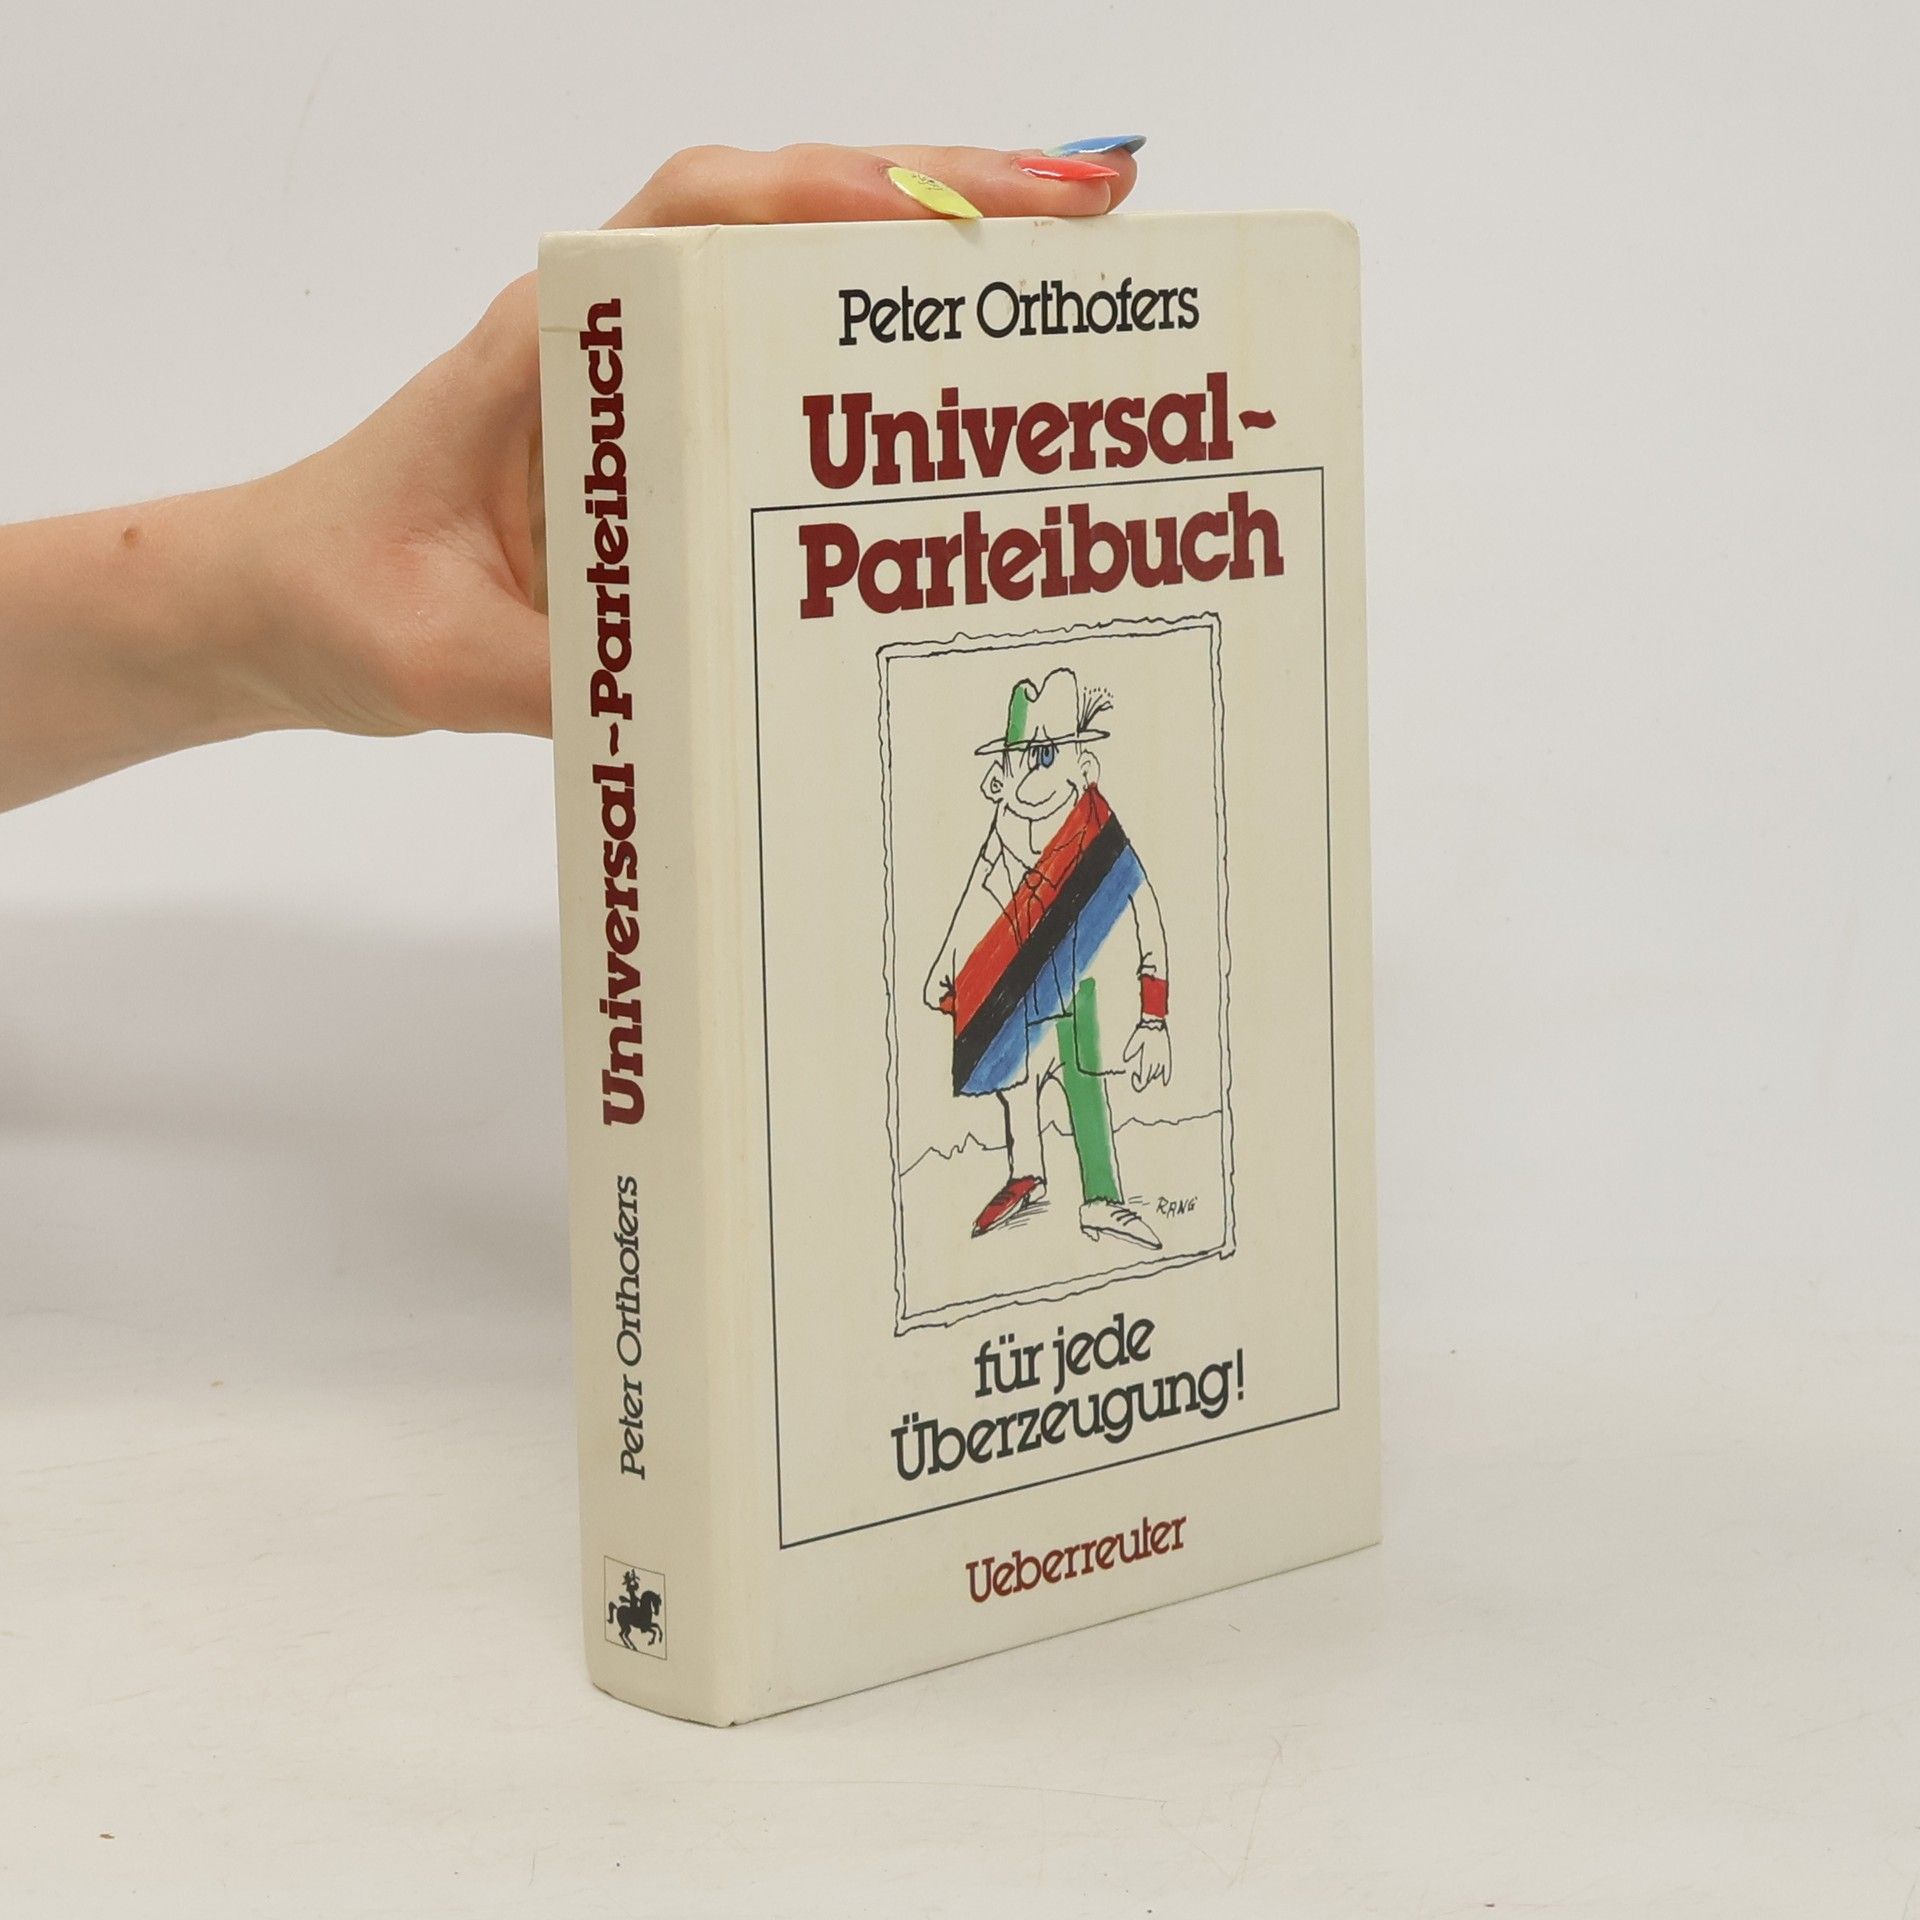 Peter Orthofers
Universal-
Parteibuch
RANG
für jede
Überzeugung!
Ueberreuter
Peter Orthofers Universal-Parteibuch